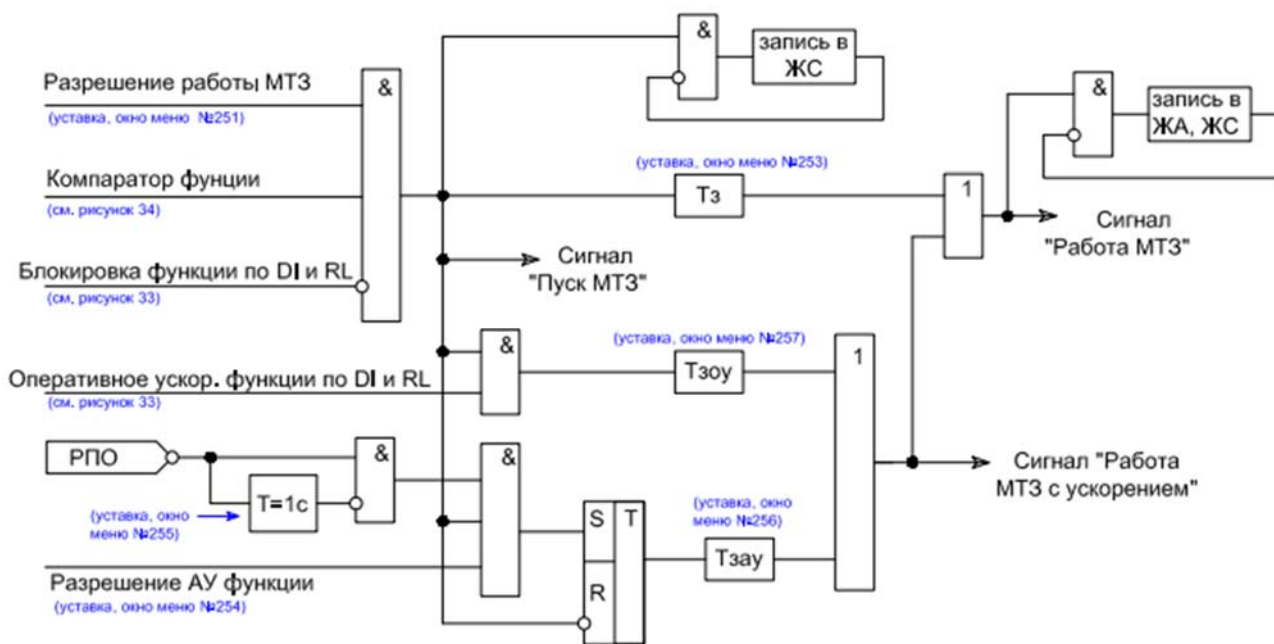 &
запись в
ЖС
Разрешение работы МТЗ
(уставка, окно меню №251)
&
&
запись в
ЖА, ЖС
Компаратор фунции
(см. рисунок 34)
(уставка, окно меню №253)
Тз
1
Сигнал
"Работа МТЗ"
Сигнал
"Пуск МТЗ"
Блокировка функции по DI и RL
(см, рисунок 33)
(уставка, окно меню №257)
&
Тзоу
1
Оперативное ускор. функции по DI и RL
(см. рисунок 33)
РПО
&
&
T=1c
(уставка, окно
меню №255)
Сигнал "Работа
МТЗ с ускорением"
(уставка, окно
меню №256)
S
T
R
Тзау
Разрешение АУ функции
(уставка, окно меню №254)